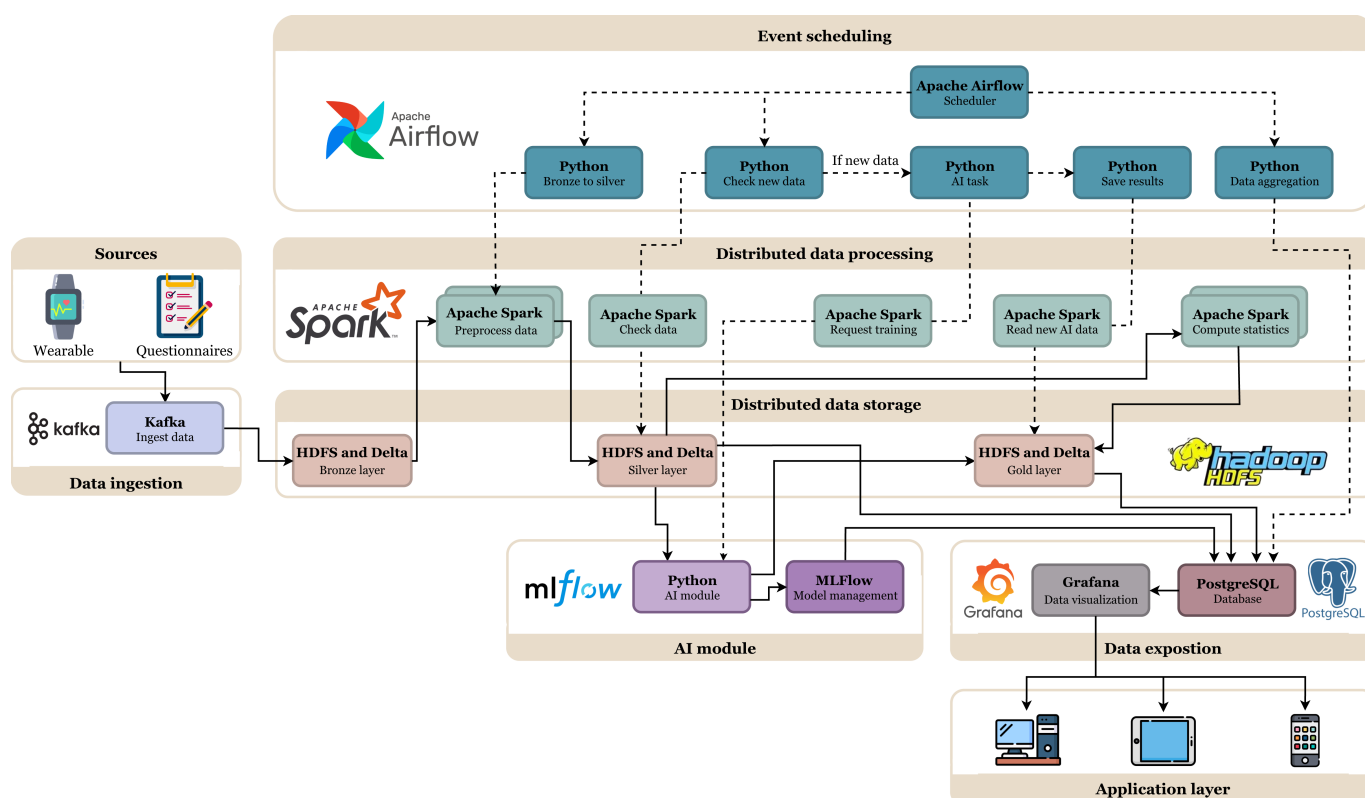 Event scheduling
Apache
Airflow
Apache Airflow
Scheduler
Python
Bronze to silver
Python
Check new data
If new data
Python
AI task
Python
Save results
Python
Data aggregation
Sources
Wearable
Questionnaires
Distributed data processing
APACHE
Spark
TM
Apache Spark
Preprocess data
Apache Spark
Check data
Apache Spark
Request training
Apache Spark
Read new AI data
Apache Spark
Compute statistics
kafka
Kafka
Ingest data
Data ingestion
Distributed data storage
HDFS and Delta
Bronze layer
HDFS and Delta
Silver layer
HDFS and Delta
Gold layer
hadoop
HDFS
mlflow
Python
AI module
MLFlow
Model management
AI module
Grafana
Grafana
Data visualization
PostgreSQL
Database
PostgreSQL
Data expostion
Application layer